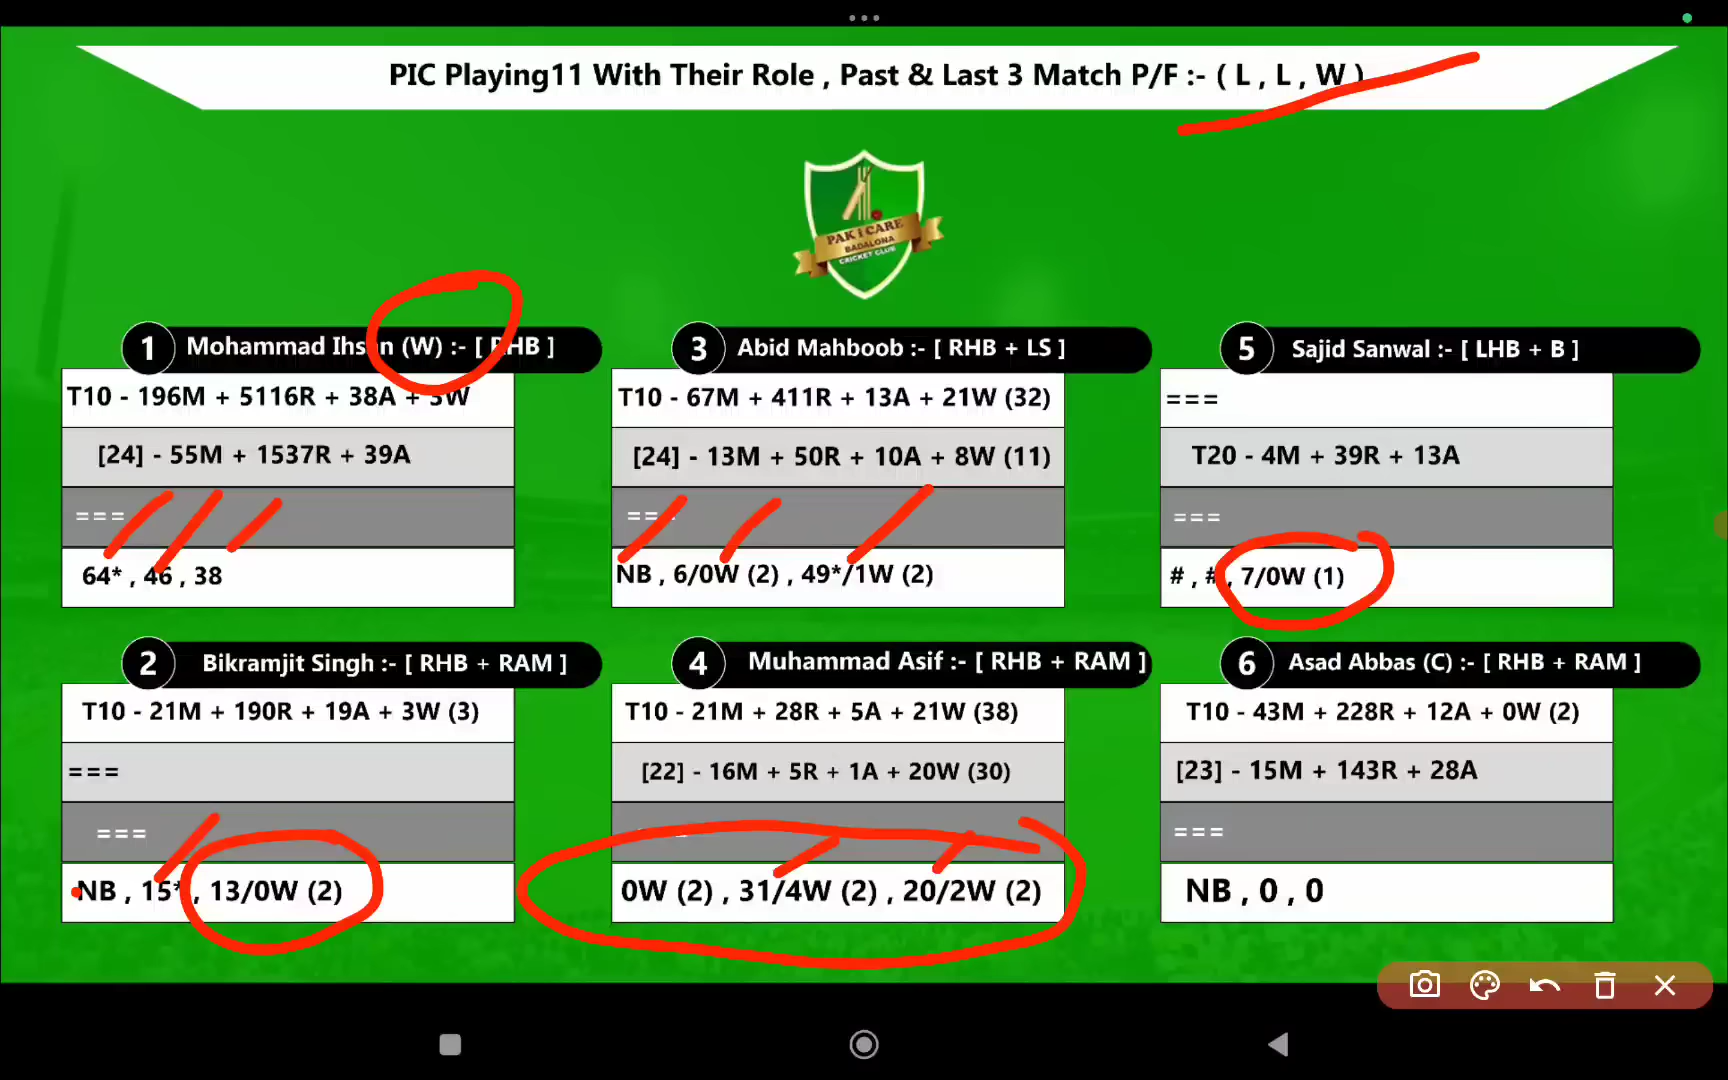 PIC Playing11 With Their Role , Past & Last 3 Match P/F :- ( L , L , W )
PAK i CARE
BADALONA
CRICKET CLUB
1 Mohammad Ihsan (W) :- [ RHB ]
T10 - 196M + 5116R + 38A + 3W
[24] - 55M + 1537R + 39A
===
64* , 46 , 38
2 Bikramjit Singh :- [ RHB + RAM ]
T10 - 21M + 190R + 19A + 3W (3)
===
===
NB , 15* , 13/0W (2)
3 Abid Mahboob :- [ RHB + LS ]
T10 - 67M + 411R + 13A + 21W (32)
[24] - 13M + 50R + 10A + 8W (11)
===
NB , 6/0W (2) , 49*/1W (2)
4 Muhammad Asif :- [ RHB + RAM ]
T10 - 21M + 28R + 5A + 21W (38)
[22] - 16M + 5R + 1A + 20W (30)
===
0W (2) , 31/4W (2) , 20/2W (2)
5 Sajid Sanwal :- [ LHB + B ]
===
T20 - 4M + 39R + 13A
===
# , # , 7/0W (1)
6 Asad Abbas (C) :- [ RHB + RAM ]
T10 - 43M + 228R + 12A + 0W (2)
[23] - 15M + 143R + 28A
===
NB , 0 , 0